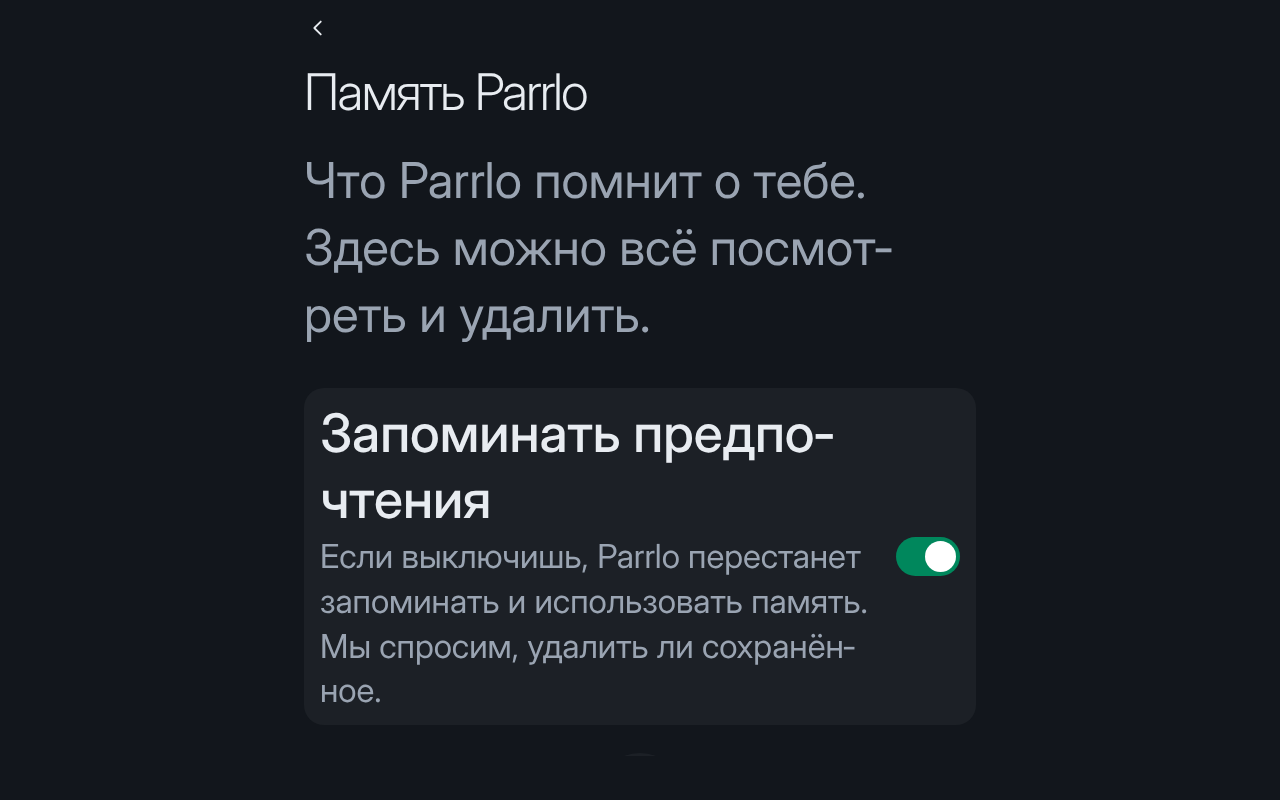 Память Parrlo
Что Parrlo помнит о тебе.
Здесь можно всё посмот-
реть и удалить.
Запоминать предпо-
чтения
Если выключишь, Parrlo перестанет
запоминать и использовать память.
Мы спросим, удалить ли сохранён-
ное.